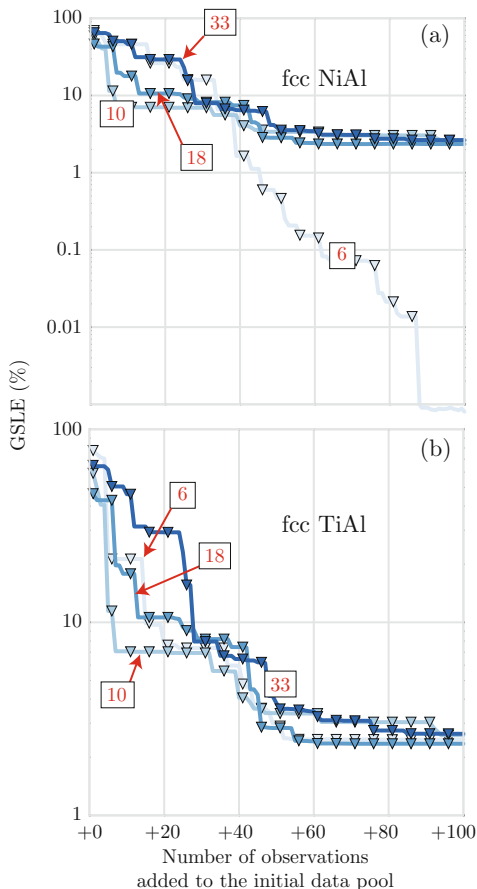 100
33
(a)
fcc NiAl
10
10
18
1
0.1
6
0.01
GSLE (%)
100
(b)
6
fcc TiAl
18
10
33
10
1
+0 +20 +40 +60 +80 +100
Number of observations
added to the initial data pool